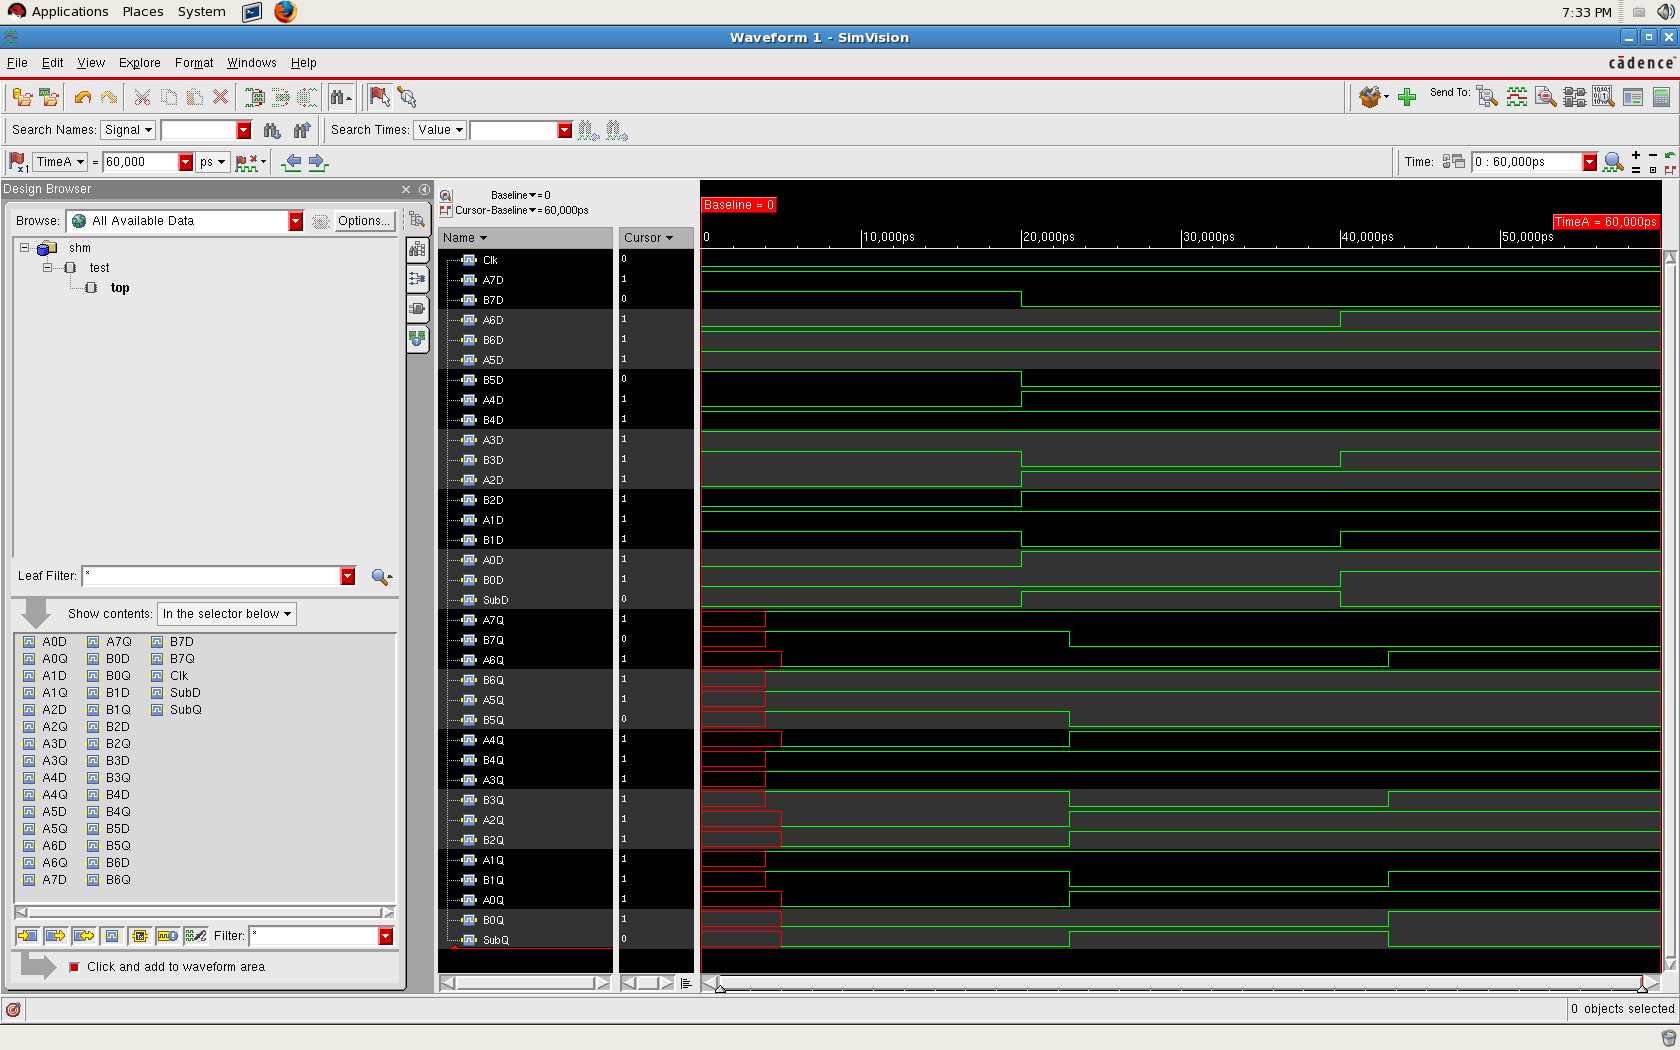 Applications Places System 7:33 PM
Waveform 1 - SimVision
File Edit View Explore Format Windows Help cādence
Send To:
Search Names: Signal Search Times: Value
x1 TimeA = 60,000 ps Time: 0 : 60,000ps
Design Browser
Browse: All Available Data Options...
shm
test
top
Leaf Filter: *
Show contents: In the selector below
A0D A7Q B7D
A0Q B0D B7Q
A1D B0Q Clk
A1Q B1D SubD
A2D B1Q SubQ
A2Q B2D
A3D B2Q
A3Q B3D
A4D B3Q
A4Q B4D
A5D B4Q
A5Q B5D
A6D B5Q
A6Q B6D
A7D B6Q
Filter: *
Click and add to waveform area
Baseline = 0
Cursor-Baseline = 60,000ps
Name Cursor
Baseline = 0
TimeA = 60,000ps
0 10,000ps 20,000ps 30,000ps 40,000ps 50,000ps
Clk 0
A7D 1
B7D 0
A6D 1
B6D 1
A5D 1
B5D 0
A4D 1
B4D 1
A3D 1
B3D 1
A2D 1
B2D 1
A1D 1
B1D 1
A0D 1
B0D 1
SubD 0
A7Q 1
B7Q 0
A6Q 1
B6Q 1
A5Q 1
B5Q 0
A4Q 1
B4Q 1
A3Q 1
B3Q 1
A2Q 1
B2Q 1
A1Q 1
B1Q 1
A0Q 1
B0Q 1
SubQ 0
0 objects selected